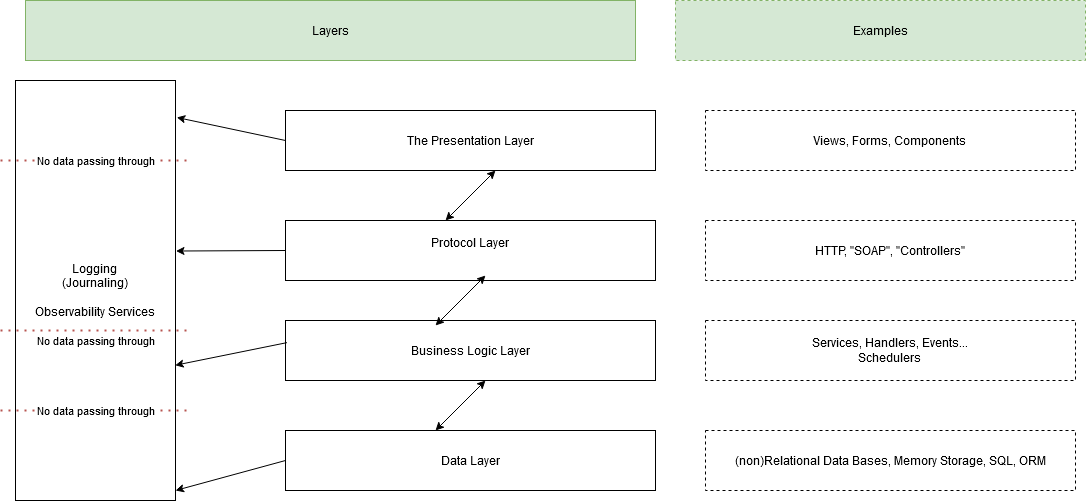 Layers
Examples
The Presentation Layer
Views, Forms, Components
No data passing through
Protocol Layer
HTTP, "SOAP", "Controllers"
Logging
(Journaling)
Observability Services
No data passing through
Business Logic Layer
Services, Handlers, Events...
Schedulers
No data passing through
Data Layer
(non)Relational Data Bases, Memory Storage, SQL, ORM